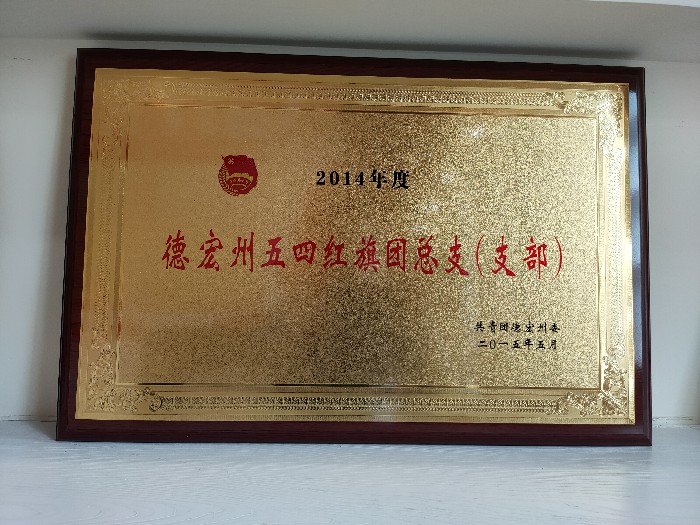 2014年度
德宏州五四红旗团总支(支部)
共青团德宏州委
二〇一五年五月